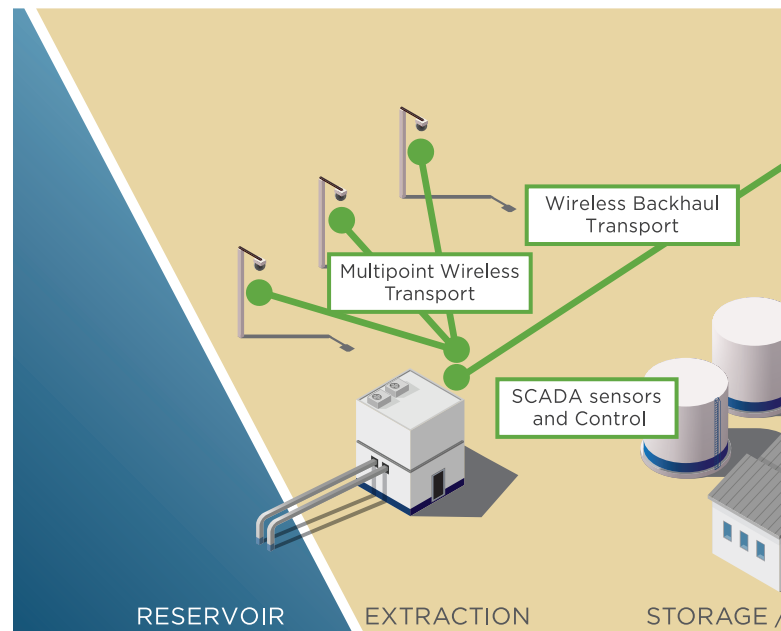 Wireless Backhaul
Transport
Multipoint Wireless
Transport
SCADA sensors
and Control
RESERVOIR
EXTRACTION
STORAGE /